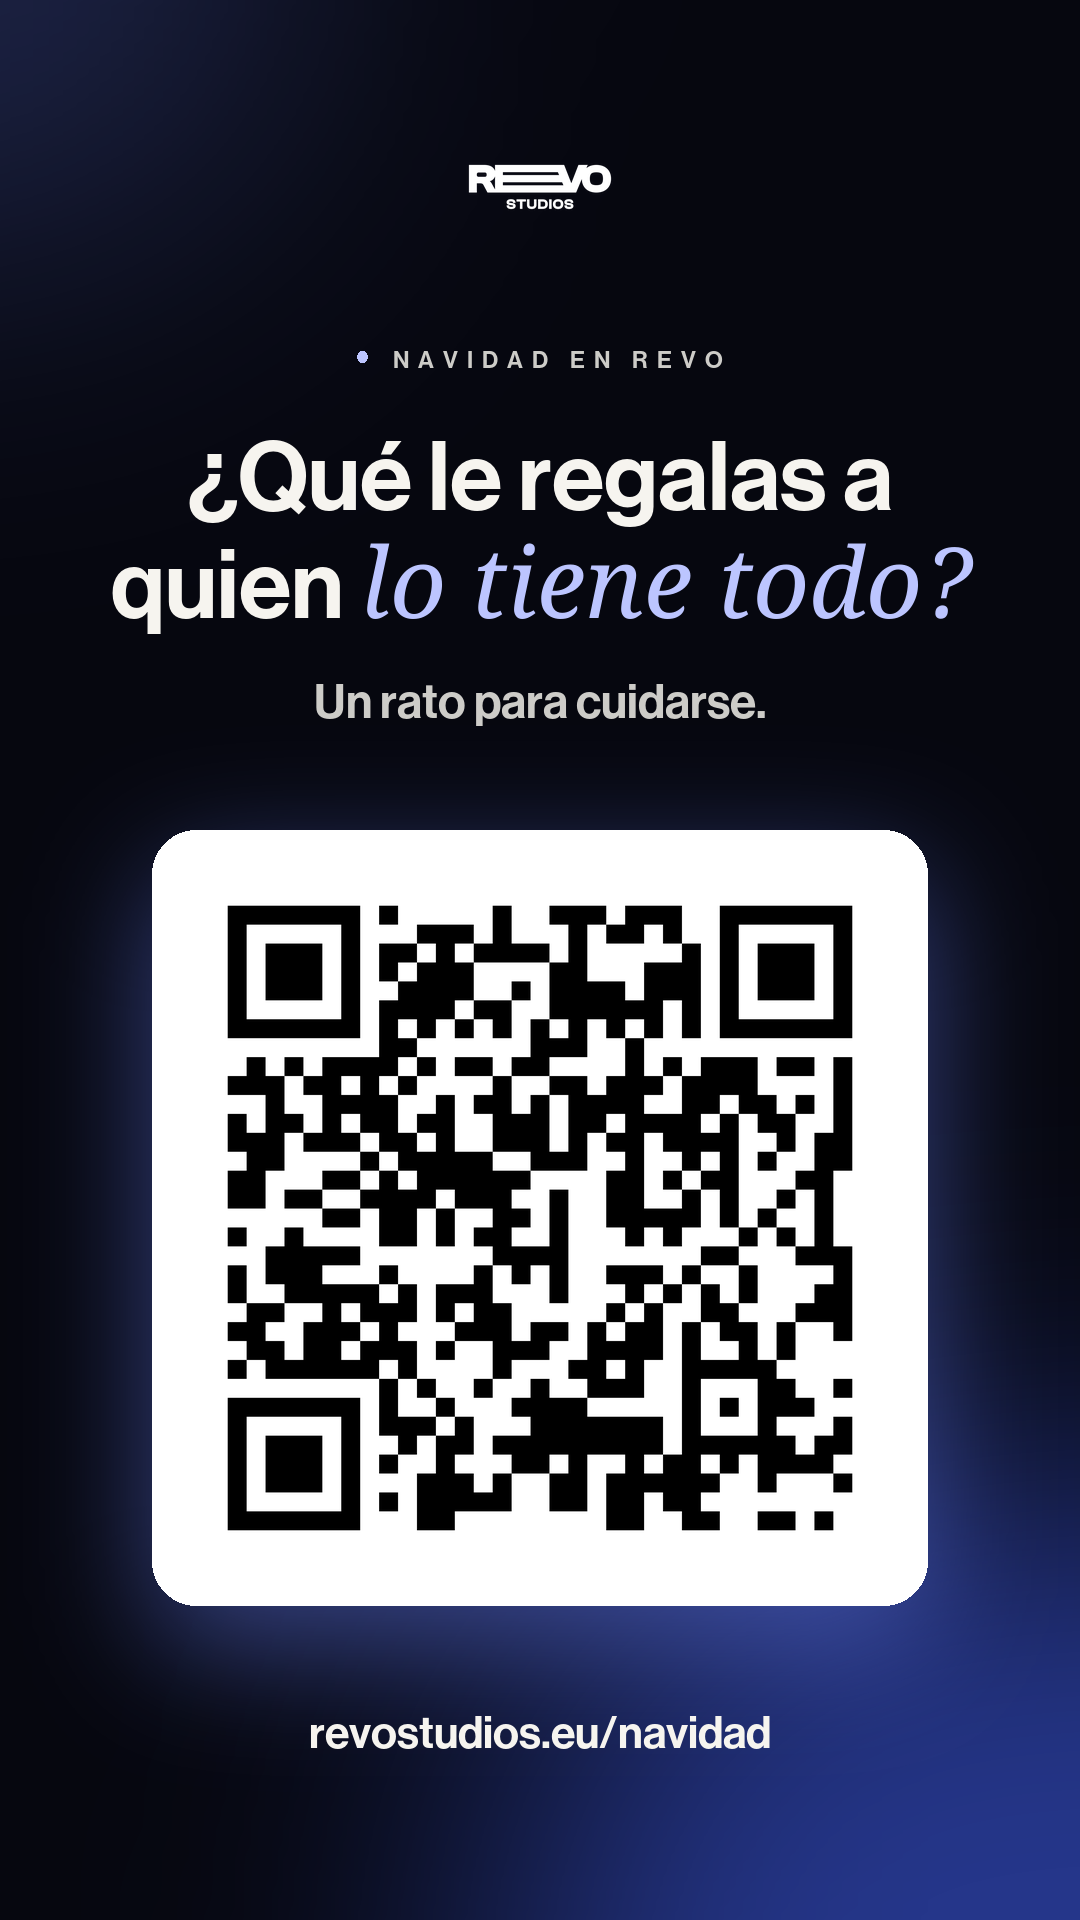 REVO
STUDIOS
NAVIDAD EN REVO
¿Qué le regalas a
quien lo tiene todo?
Un rato para cuidarse.
revostudios.eu/navidad